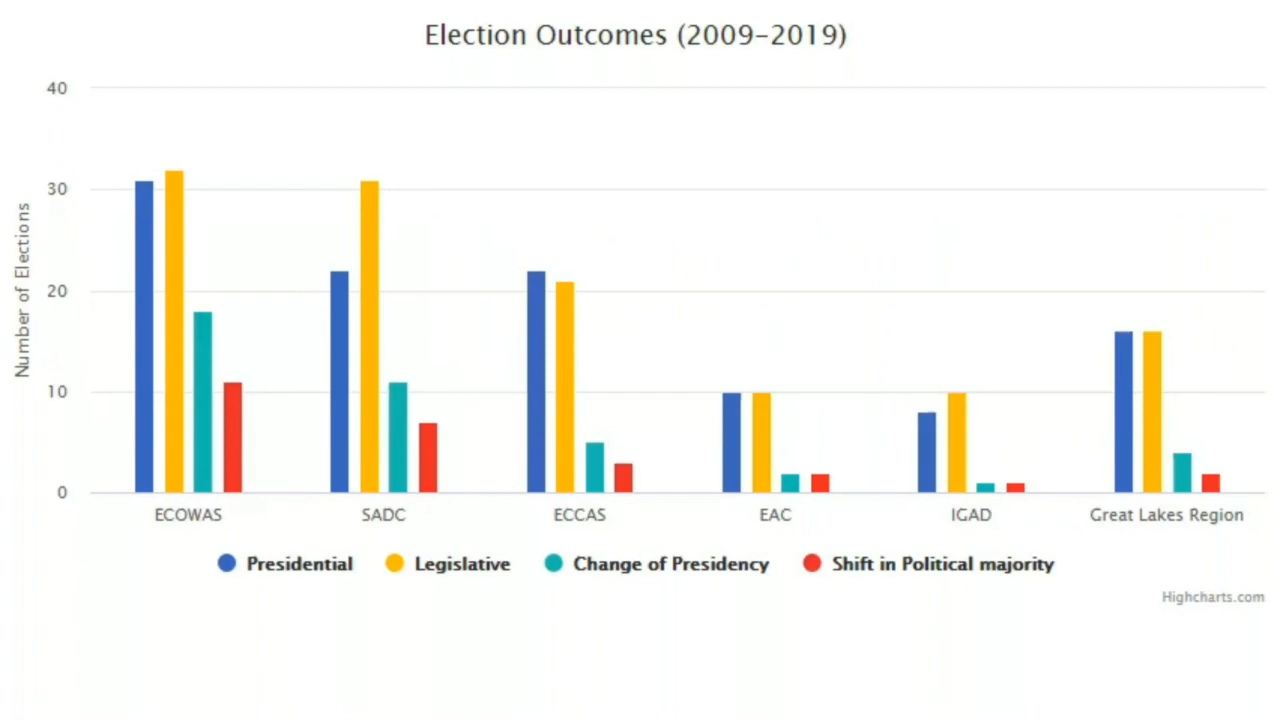 Election Outcomes (2009-2019)
40
30
20
10
0
Number of Elections
ECOWAS SADC ECCAS EAC IGAD Great Lakes Region
Presidential Legislative Change of Presidency Shift in Political majority
Highcharts.com